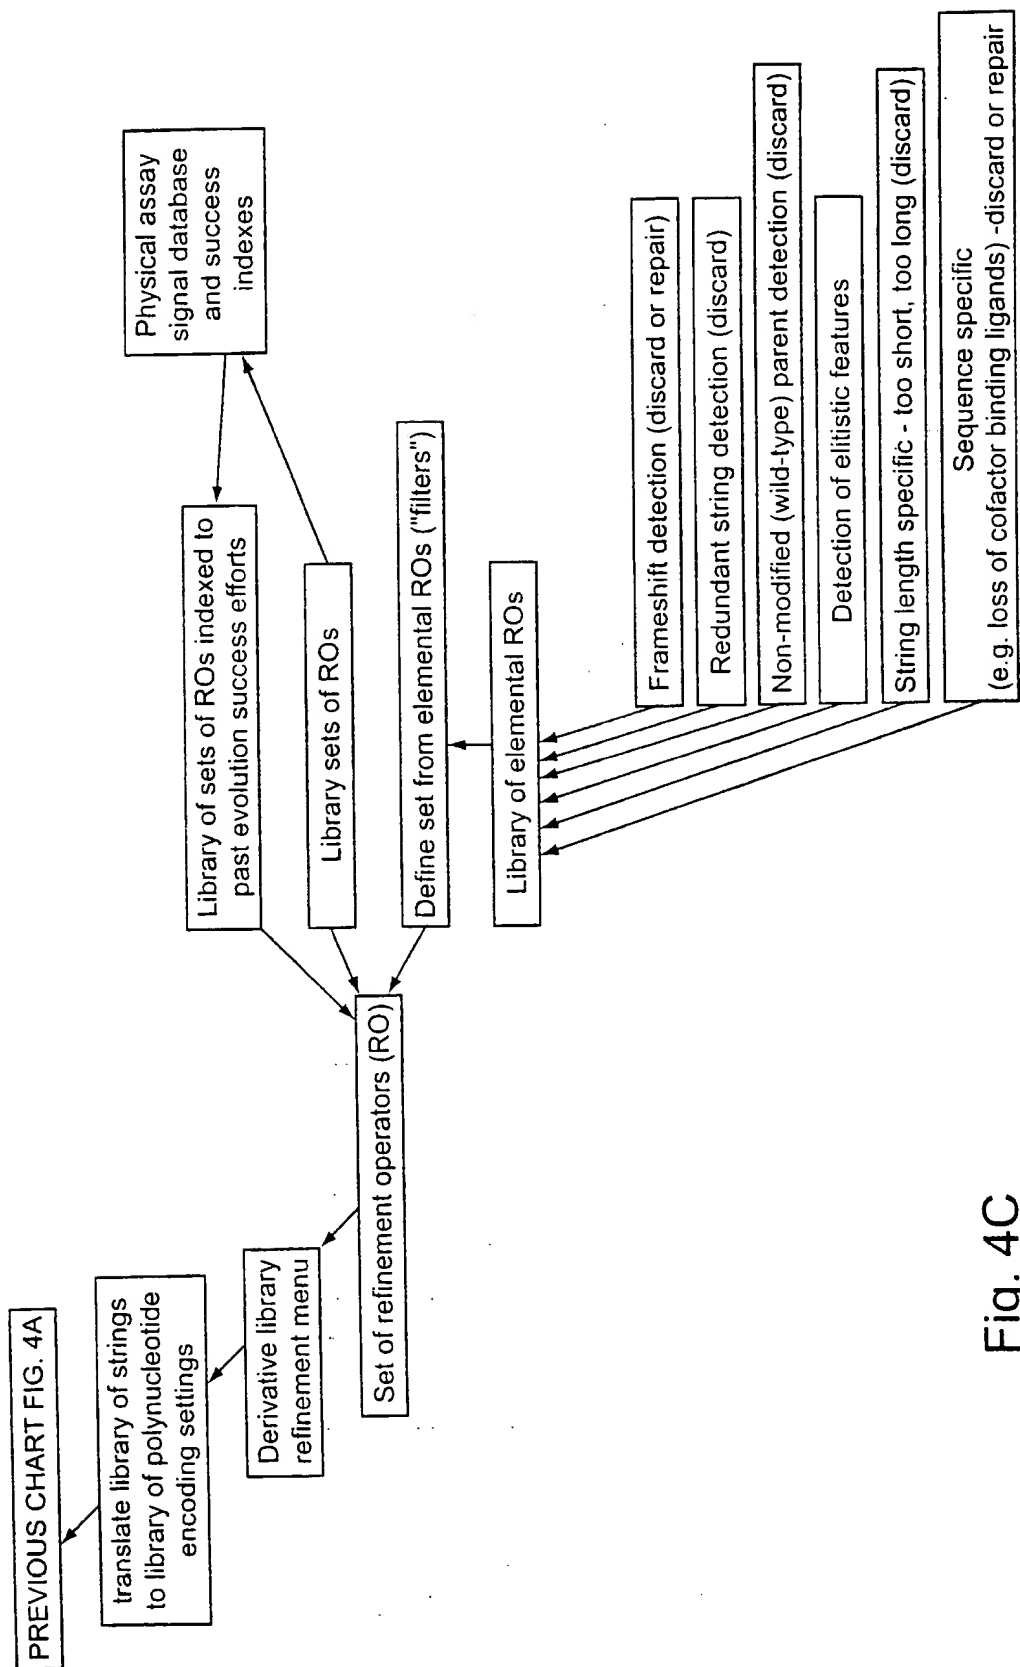 PREVIOUS CHART FIG. 4A
translate library of strings
to library of polynucleotide
encoding settings
Derivative library
refinement menu
Set of refinement operators (RO)
Library of sets of ROs indexed to
past evolution success efforts
Physical assay
signal database
and success
indexes
Library sets of ROs
Define set from elemental ROs ("filters")
Library of elemental ROs
Frameshift detection (discard or repair)
Redundant string detection (discard)
Non-modified (wild-type) parent detection (discard)
Detection of elitistic features
String length specific - too short, too long (discard)
Sequence specific
(e.g. loss of cofactor binding ligands) -discard or repair
Fig. 4C